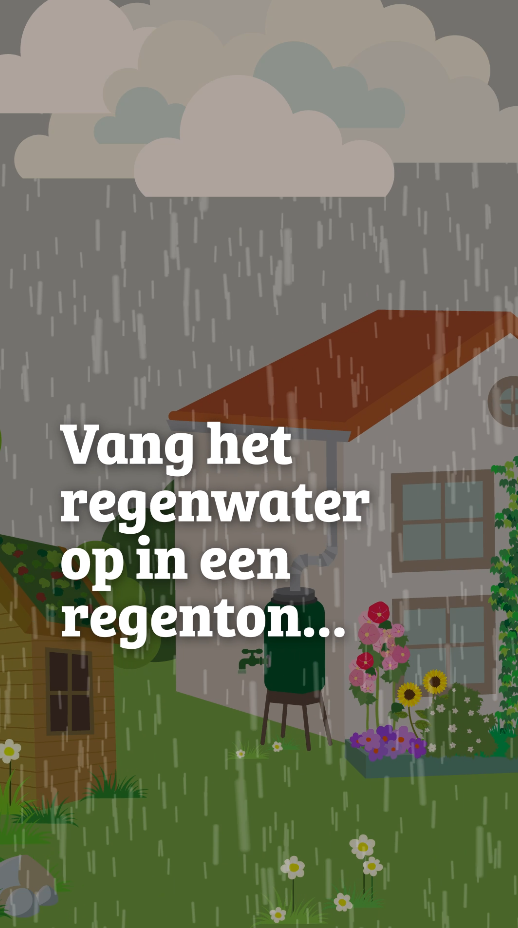 Vang het
regenwater
op in een
regenton...